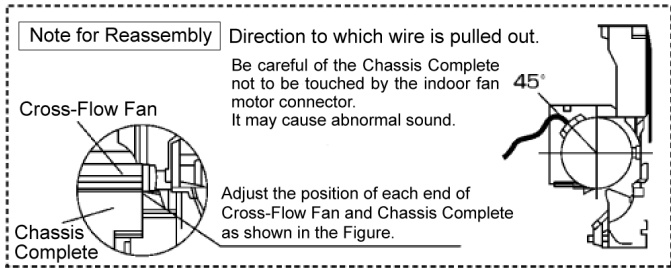 Note for Reassembly
Direction to which wire is pulled out.
Be careful of the Chassis Complete
not to be touched by the indoor fan
motor connector.
It may cause abnormal sound.
45°
Cross-Flow Fan
Adjust the position of each end of
Cross-Flow Fan and Chassis Complete
as shown in the Figure.
Chassis
Complete